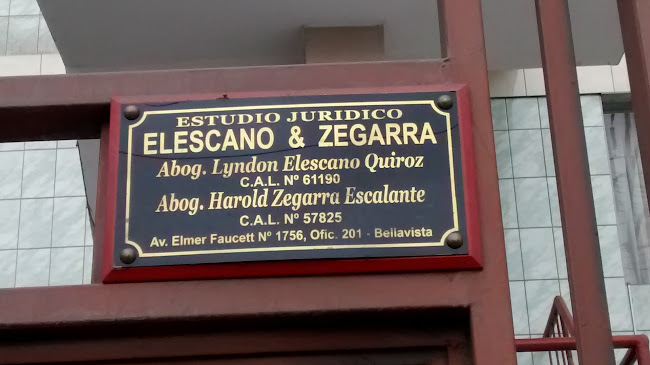 ESTUDIO JURIDICO
ELESCANO & ZEGARRA
Abog. Lyndon Elescano Quiroz
C.A.L. Nº 61190
Abog. Harold Zegarra Escalante
C.A.L. Nº 57825
Av. Elmer Faucett Nº 1756, Ofic. 201 - Bellavista